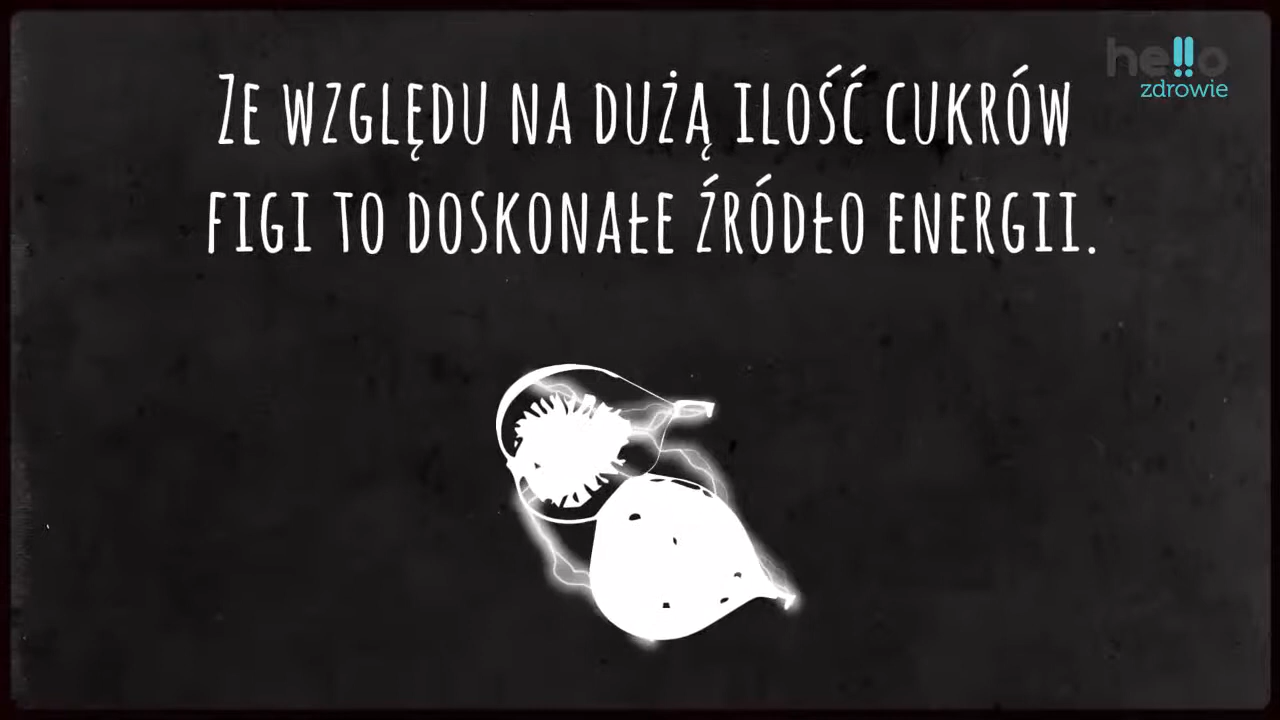 hello
zdrowie
Ze względu na dużą ilość cukrów
figi to doskonałe źródło energii.